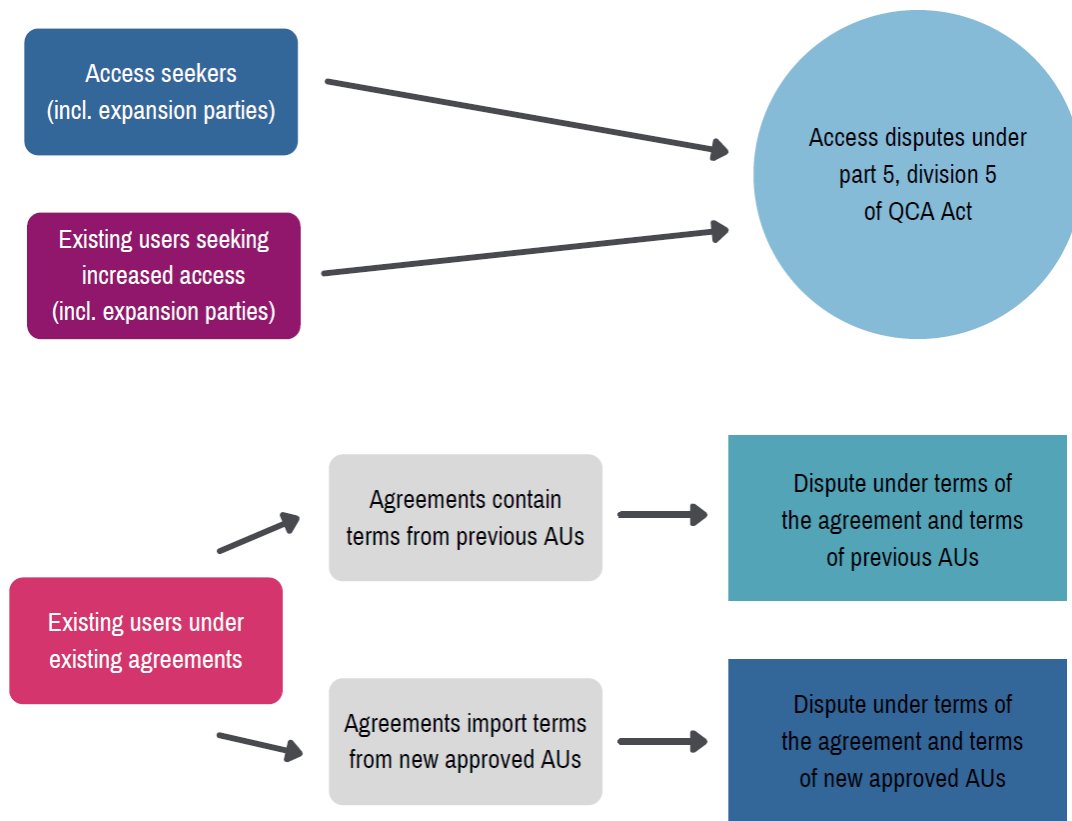 Access seekers
(incl. expansion parties)
Access disputes under
part 5, division 5
of QCA Act
Existing users seeking
increased access
(incl. expansion parties)
Agreements contain
terms from previous AUs
Dispute under terms of
the agreement and terms
of previous AUs
Existing users under
existing agreements
Agreements import terms
from new approved AUs
Dispute under terms of
the agreement and terms
of new approved AUs